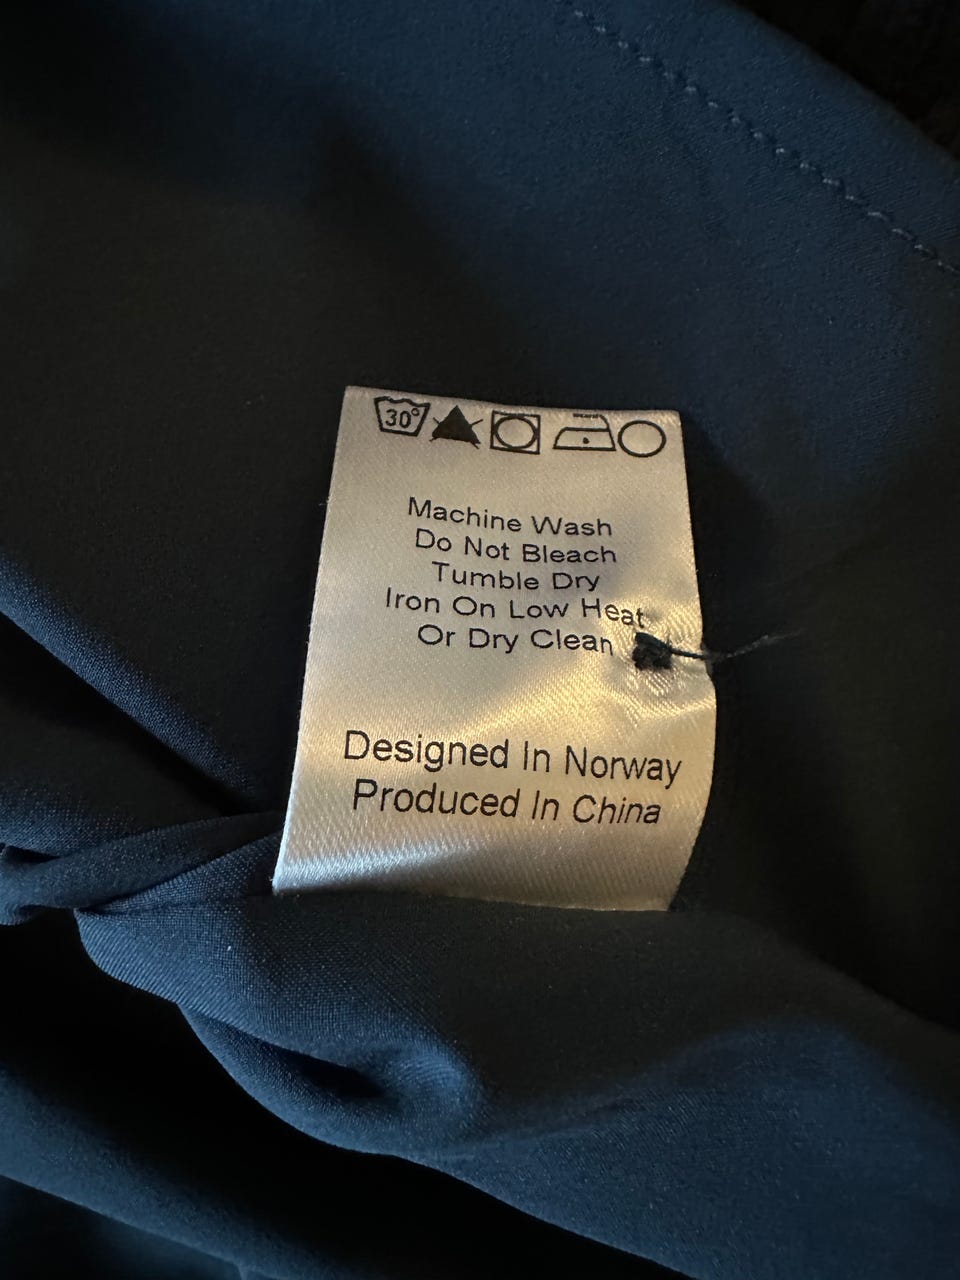 30°
Machine Wash
Do Not Bleach
Tumble Dry
Iron On Low Heat
Or Dry Clean
Designed In Norway
Produced In China